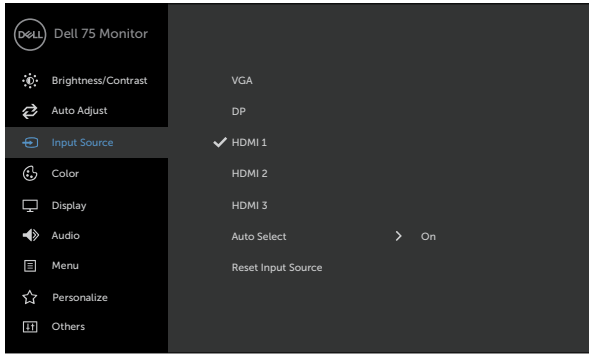 DELL Dell 75 Monitor
Brightness/Contrast
Auto Adjust
Input Source
Color
Display
Audio
Menu
Personalize
Others
VGA
DP
HDMI 1
HDMI 2
HDMI 3
Auto Select > On
Reset Input Source